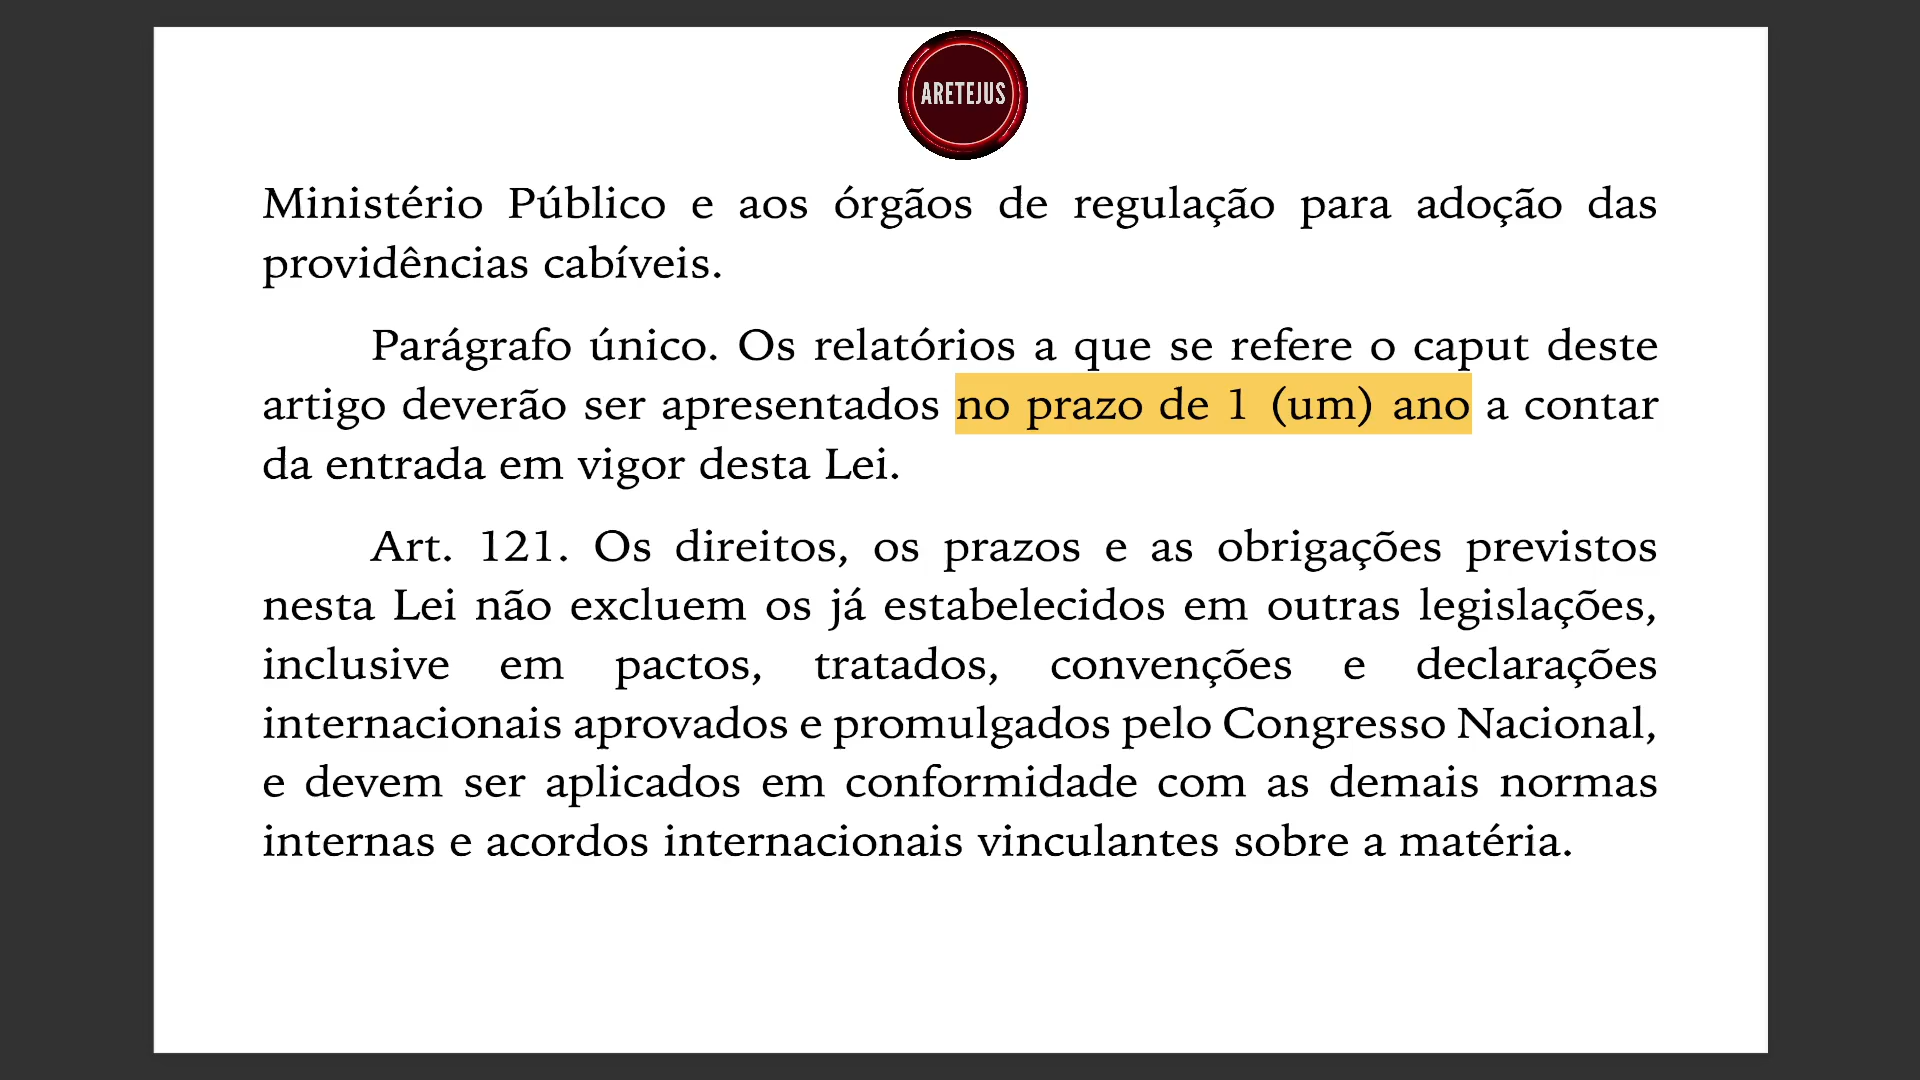 ARETEJUS
Ministério Público e aos órgãos de regulação para adoção das
providências cabíveis.
Parágrafo único. Os relatórios a que se refere o caput deste
artigo deverão ser apresentados no prazo de 1 (um) ano a contar
da entrada em vigor desta Lei.
Art. 121. Os direitos, os prazos e as obrigações previstos
nesta Lei não excluem os já estabelecidos em outras legislações,
inclusive em pactos, tratados, convenções e declarações
internacionais aprovados e promulgados pelo Congresso Nacional,
e devem ser aplicados em conformidade com as demais normas
internas e acordos internacionais vinculantes sobre a matéria.